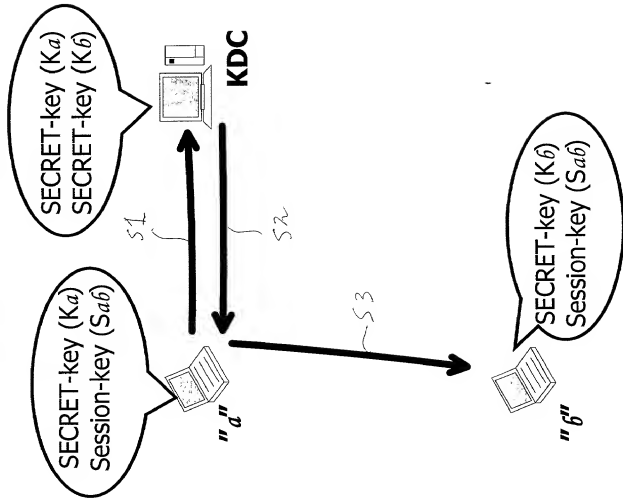 SECRET-key (Ka)
SECRET-key (Kb)
KDC
S1
S2
SECRET-key (Ka)
Session-key (Sab)
"a"
S3
SECRET-key (Kb)
Session-key (Sab)
"b"